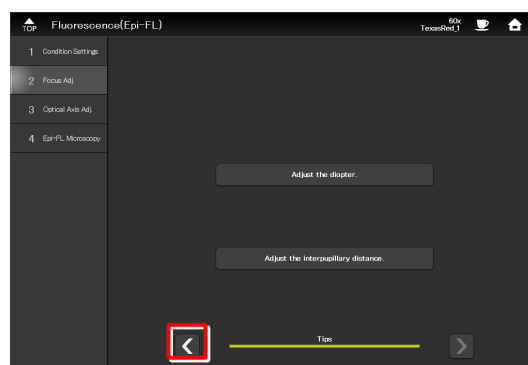 TOP
Fluorescence(Epi-FL)
60x
TexasRed_1
1 Condition Settings
2 Focus Adj.
3 Optical Axis Adj.
4 Epi-FL Microscopy
Adjust the diopter.
Adjust the interpupillary distance.
Tips